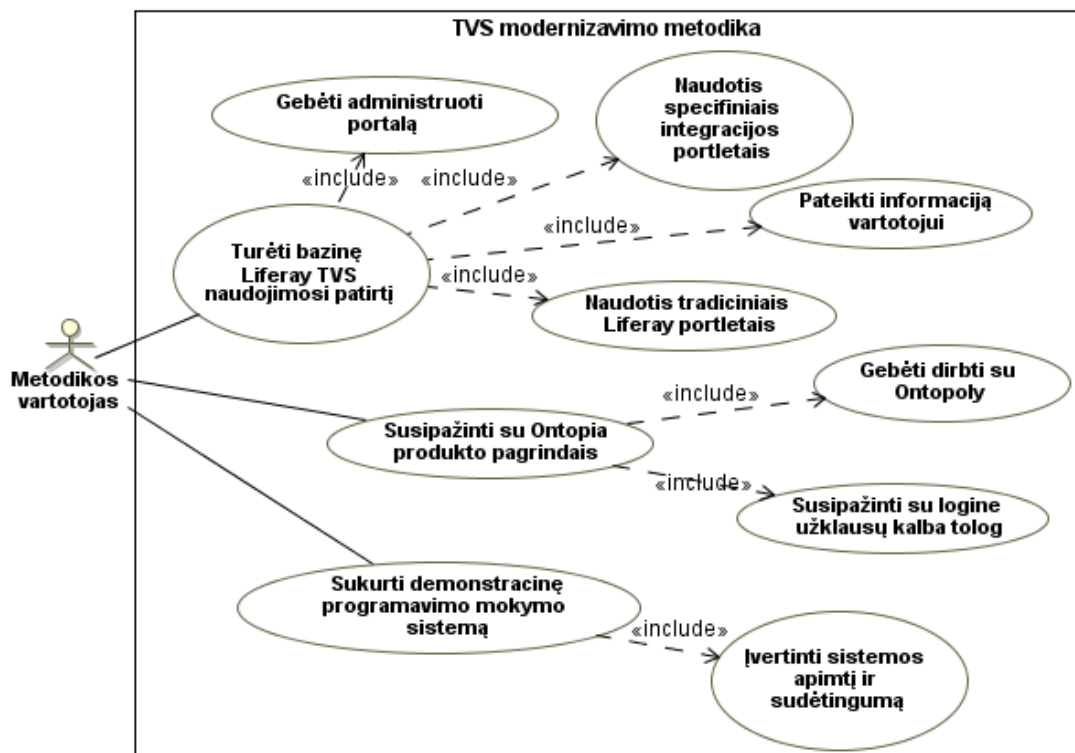 TVS modernizavimo metodika
Gebėti administruoti
portalą
Naudotis
specifiniais
integracijos
portletais
«include»
«include»
Pateikti informaciją
vartotojui
«include»
Turėti bazinę
Liferay TVS
naudojimosi patirtį
«include»
Naudotis tradiciniais
Liferay portletais
Metodikos
vartotojas
Gebėti dirbti su
Ontopoly
«include»
Susipažinti su Ontopia
produkto pagrindais
«include»
Susipažinti su logine
užklausų kalba tolog
Sukurti demonstracinę
programavimo mokymo
sistemą
«include»
Įvertinti sistemos
apimtį ir
sudėtingumą